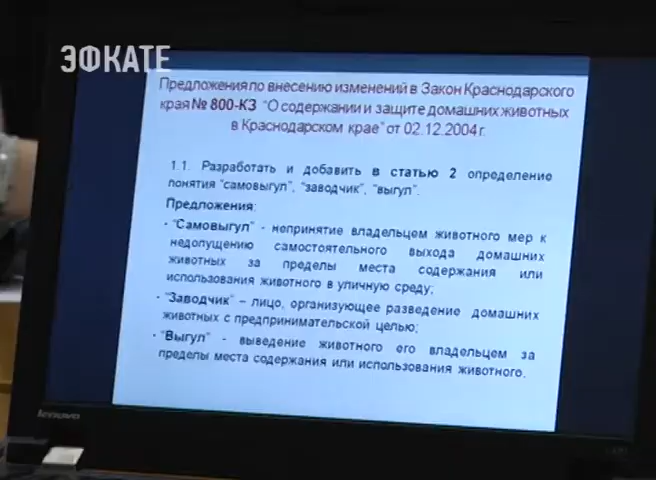 ЭФКАТЕ
Предложения по внесению изменений в Закон Краснодарского
края № 800-КЗ "О содержании и защите домашних животных
в Краснодарском крае" от 02.12.2004 г.
1.1. Разработать и добавить в статью 2 определение
понятия "самовыгул", "заводчик", "выгул".
Предложения:
- "Самовыгул" - непринятие владельцем животного мер к
недопущению самостоятельного выхода домашних
животных за пределы места содержания или
использования животного в уличную среду;
- "Заводчик" – лицо, организующее разведение домашних
животных с предпринимательской целью;
- "Выгул" - выведение животного его владельцем за
пределы места содержания или использования животного.
lenovo